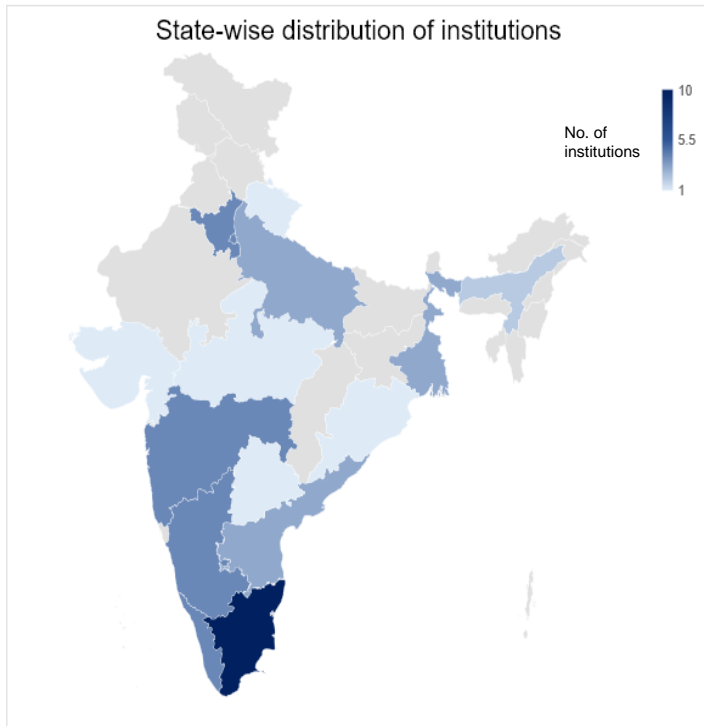 State-wise distribution of institutions
No. of
institutions
10
5.5
1